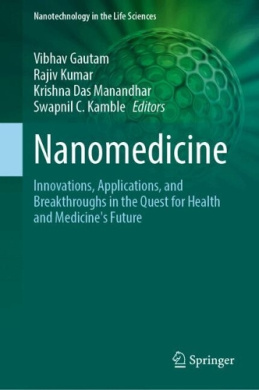 Nanotechnology in the Life Sciences
Vibhav Gautam
Rajiv Kumar
Krishna Das Manandhar
Swapnil C. Kamble Editors
Nanomedicine
Innovations, Applications, and
Breakthroughs in the Quest for Health
and Medicine's Future
Springer